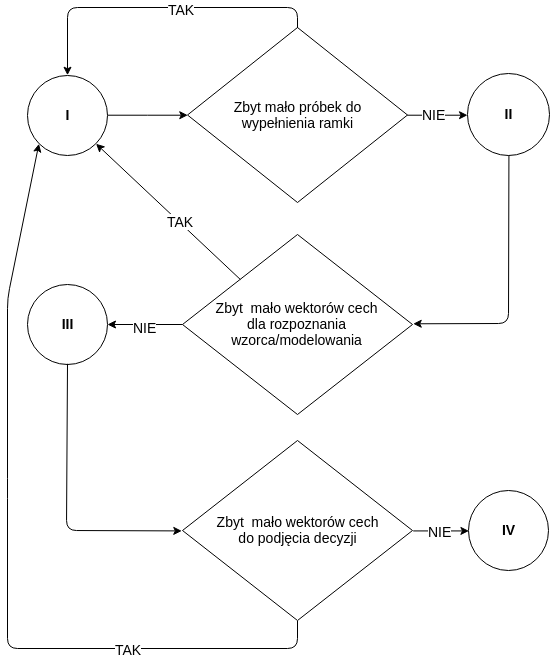 TAK
I
Zbyt mało próbek do
wypełnienia ramki
NIE
II
TAK
III
NIE
Zbyt mało wektorów cech
dla rozpoznania
wzorca/modelowania
Zbyt mało wektorów cech
do podjęcia decyzji
NIE
IV
TAK